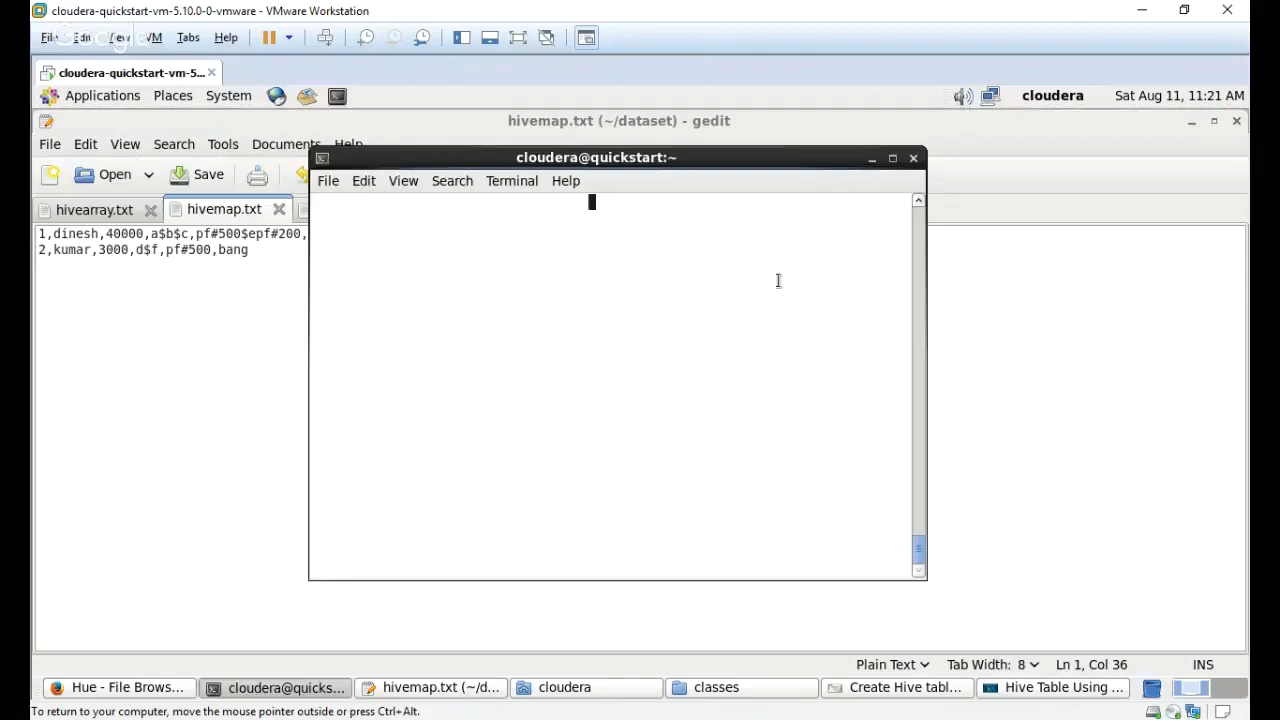 cloudera-quickstart-vm-5.10.0-0-vmware - VMware Workstation
File Edit View VM Tabs Help
cloudera-quickstart-vm-5...
Applications Places System cloudera Sat Aug 11, 11:21 AM
hivemap.txt (~/dataset) - gedit
File Edit View Search Tools Documents Help
cloudera@quickstart:~
Open Save
File Edit View Search Terminal Help
hivearray.txt hivemap.txt
1,dinesh,40000,a$b$c,pf#500$epf#200,
2,kumar,3000,d$f,pf#500,bang
Plain Text Tab Width: 8 Ln 1, Col 36 INS
Hue - File Brows... cloudera@quicks... hivemap.txt (~/d... cloudera classes Create Hive tabl... Hive Table Using ...
To return to your computer, move the mouse pointer outside or press Ctrl+Alt.